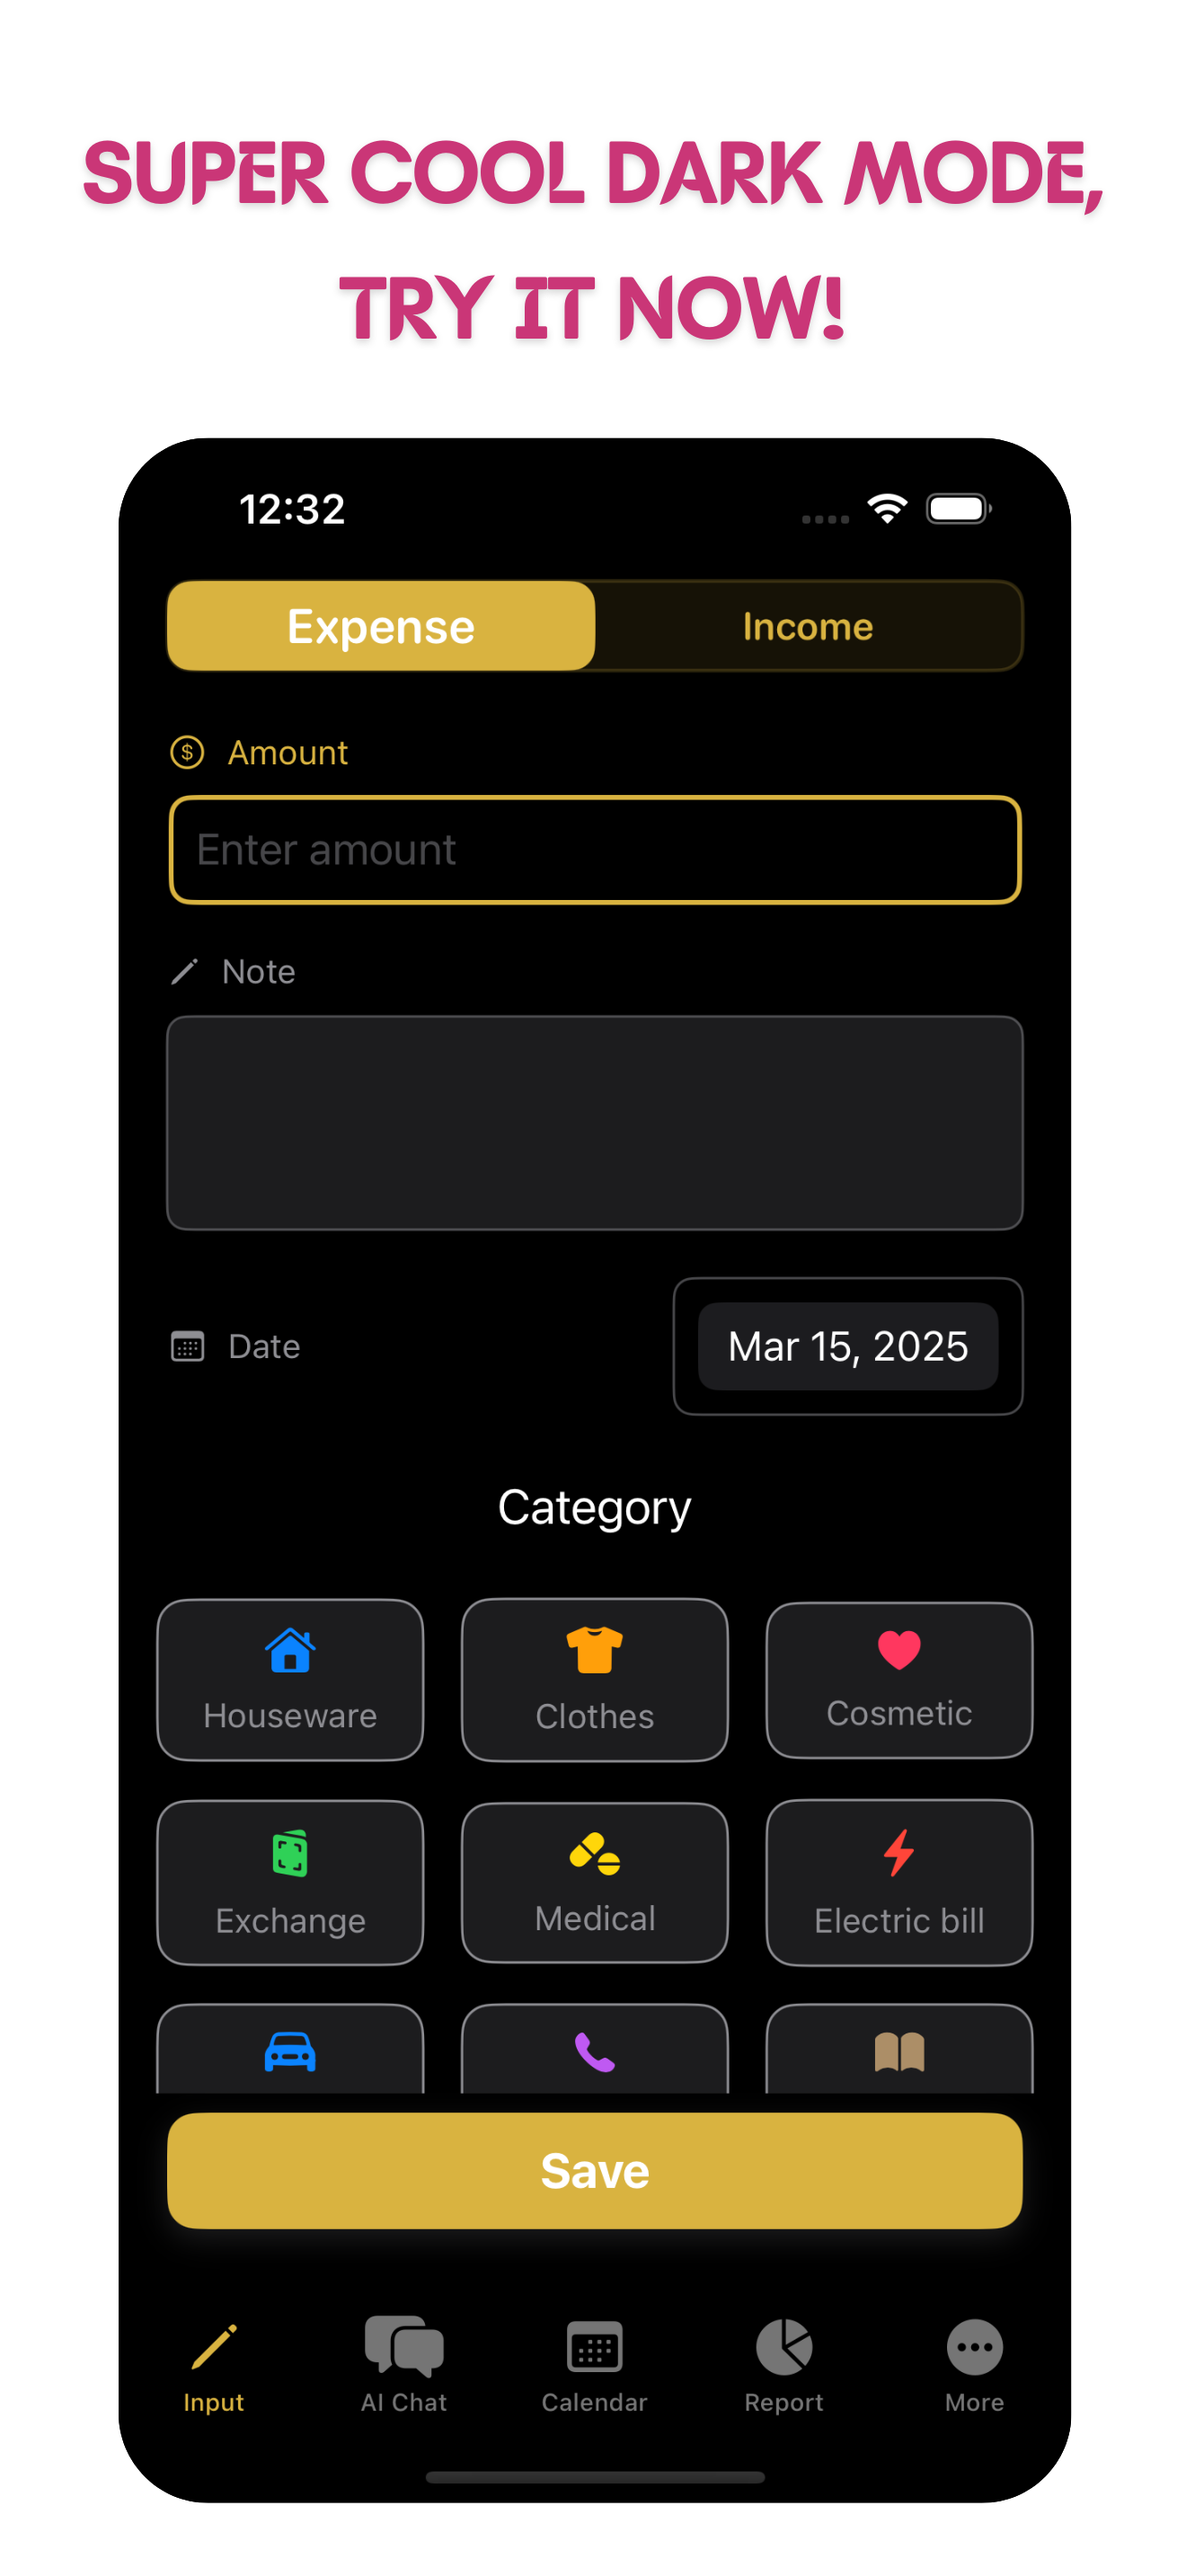 SUPER COOL DARK MODE,
TRY IT NOW!
12:32
Expense
Income
$ Amount
Enter amount
Note
Date
Mar 15, 2025
Category
Houseware
Clothes
Cosmetic
Exchange
Medical
Electric bill
Save
Input
AI Chat
Calendar
Report
More